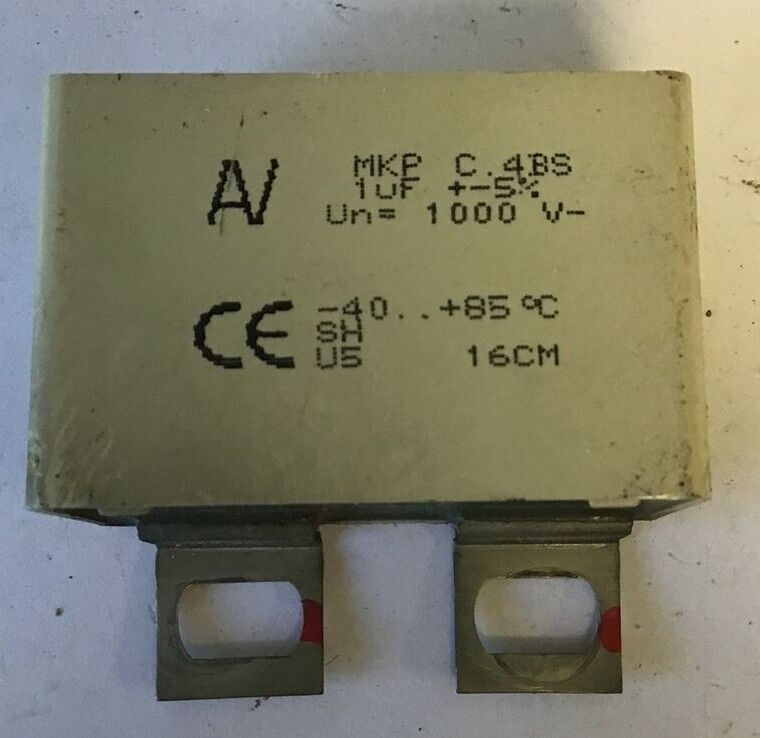 AV
MKP C.4BS
1uF +-5%
Un= 1000 V-
CE
-40..+85°C
SH
U5 16CM